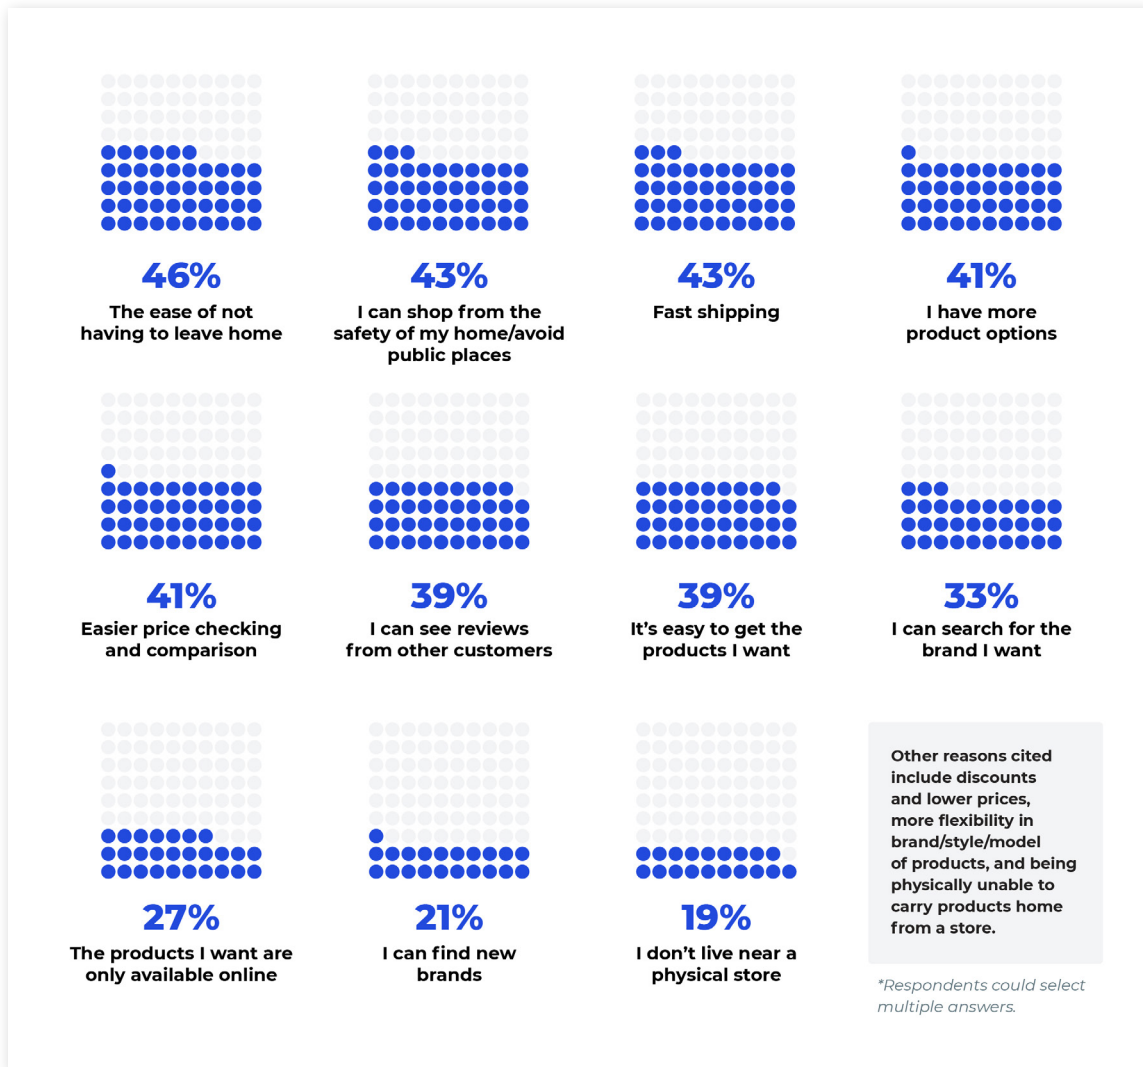 46%
The ease of not
having to leave home
43%
I can shop from the
safety of my home/avoid
public places
43%
Fast shipping
41%
I have more
product options
41%
Easier price checking
and comparison
39%
I can see reviews
from other customers
39%
It’s easy to get the
products I want
33%
I can search for the
brand I want
27%
The products I want are
only available online
21%
I can find new
brands
19%
I don’t live near a
physical store
Other reasons cited
include discounts
and lower prices,
more flexibility in
brand/style/model
of products, and being
physically unable to
carry products home
from a store.
*Respondents could select
multiple answers.